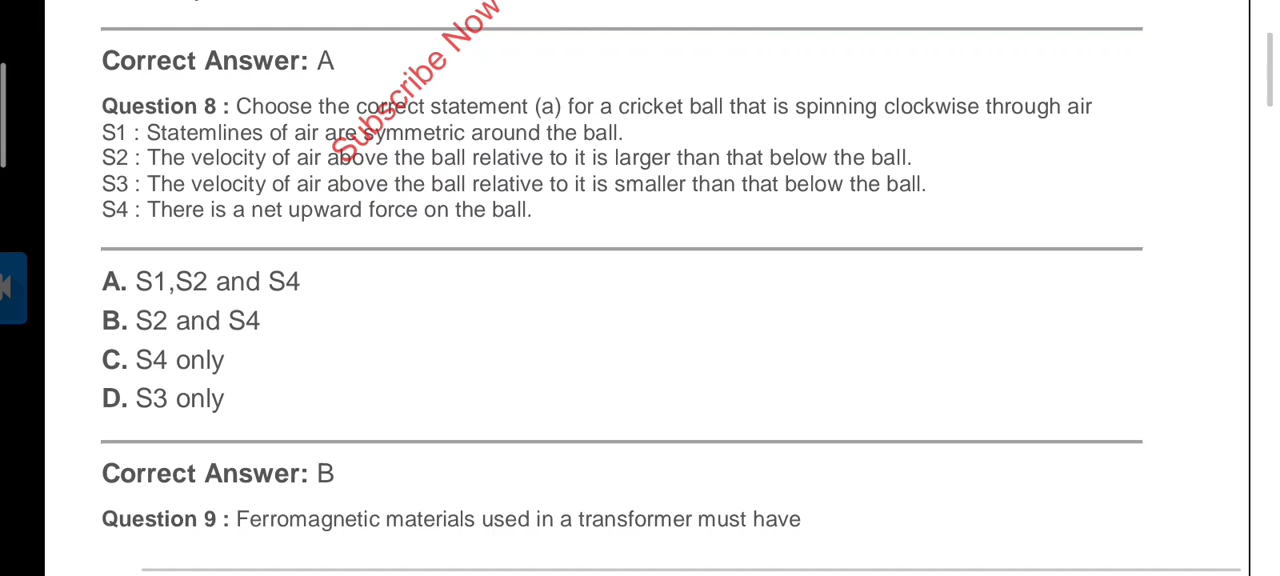 Correct Answer: A
Subscribe Now
Question 8 : Choose the correct statement (a) for a cricket ball that is spinning clockwise through air
S1 : Statemlines of air are symmetric around the ball.
S2 : The velocity of air above the ball relative to it is larger than that below the ball.
S3 : The velocity of air above the ball relative to it is smaller than that below the ball.
S4 : There is a net upward force on the ball.
A. S1,S2 and S4
B. S2 and S4
C. S4 only
D. S3 only
Correct Answer: B
Question 9 : Ferromagnetic materials used in a transformer must have